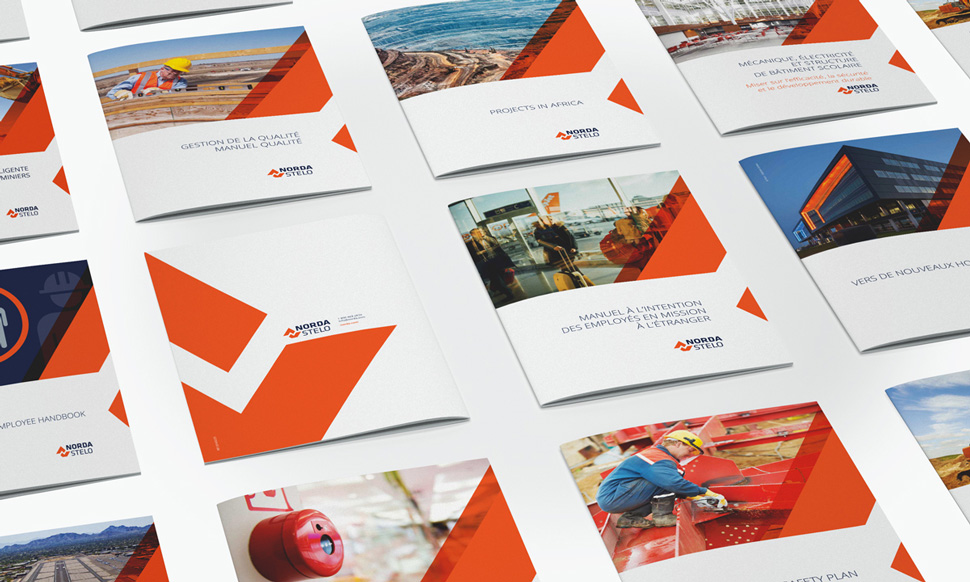 GESTION DE LA QUALITÉ
MANUEL QUALITÉ
NORDA
STELO
PROJECTS IN AFRICA
NORDA
STELO
MÉCANIQUE, ÉLECTRICITÉ
ET STRUCTURE
DE BÂTIMENT SCOLAIRE
Miser sur l'efficacité, la sécurité
et le développement durable
NORDA
STELO
LIGENTE
MINIERS
NORDA
STELO
NORDA
STELO
MANUEL À L'INTENTION
DES EMPLOYÉS EN MISSION
À L'ÉTRANGER
NORDA
STELO
VERS DE NOUVEAUX HO
MPLOYEE HANDBOOK
NORDA
STELO
AFETY PLAN